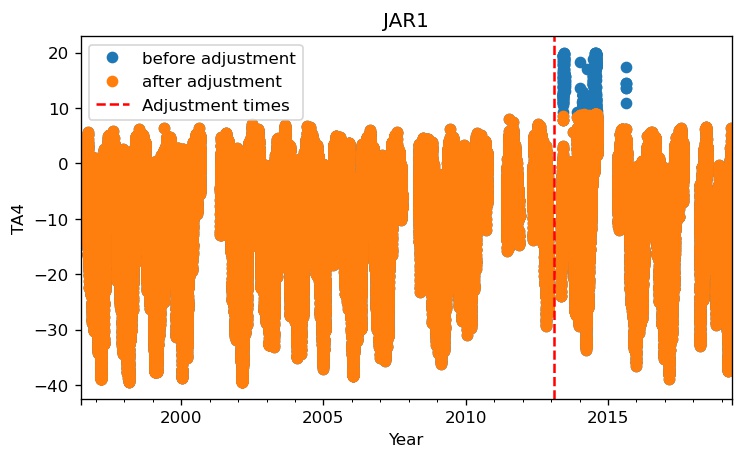 JAR1
before adjustment
after adjustment
Adjustment times
TA4
20
10
0
−10
−20
−30
−40
2000
2005
2010
2015
Year